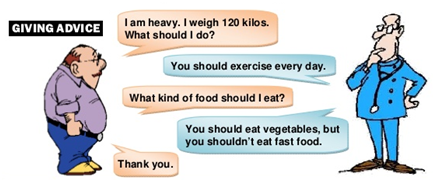 GIVING ADVICE
I am heavy. I weigh 120 kilos.
What should I do?
You should exercise every day.
What kind of food should I eat?
You should eat vegetables, but
you shouldn't eat fast food.
Thank you.